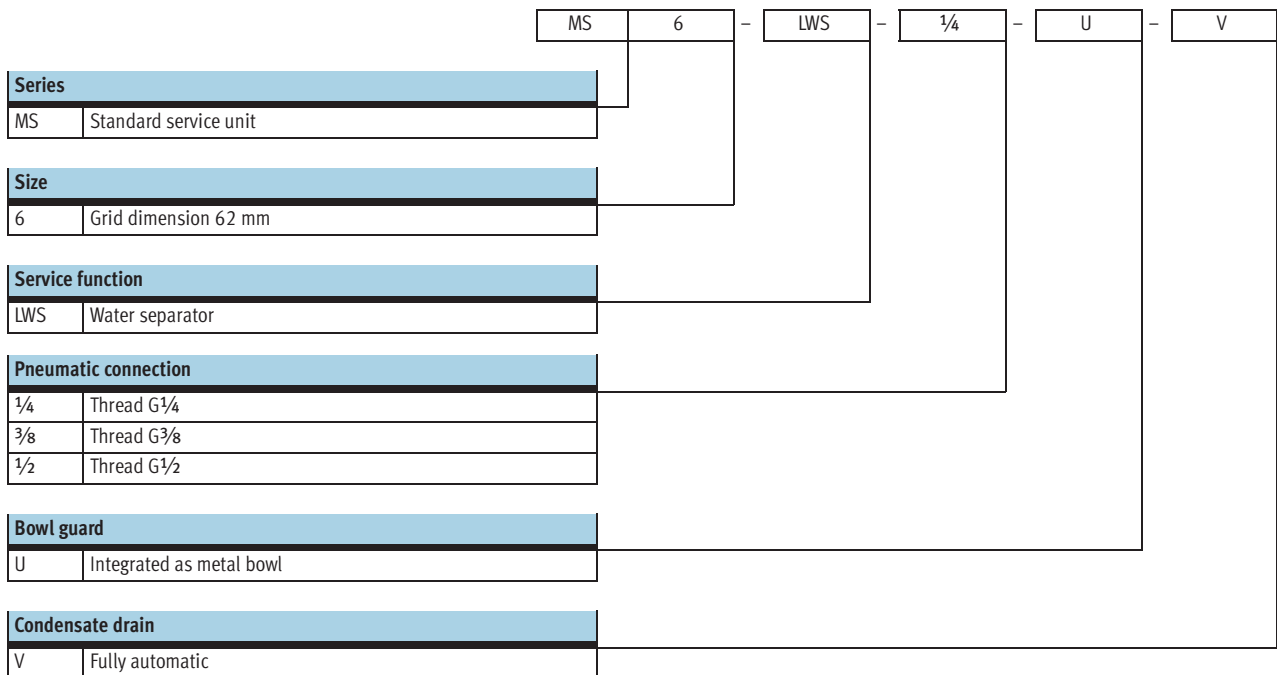 MS 6 – LWS – ¼ – U – V
Series
MS Standard service unit
Size
6 Grid dimension 62 mm
Service function
LWS Water separator
Pneumatic connection
¼ Thread G¼
⅜ Thread G⅜
½ Thread G½
Bowl guard
U Integrated as metal bowl
Condensate drain
V Fully automatic